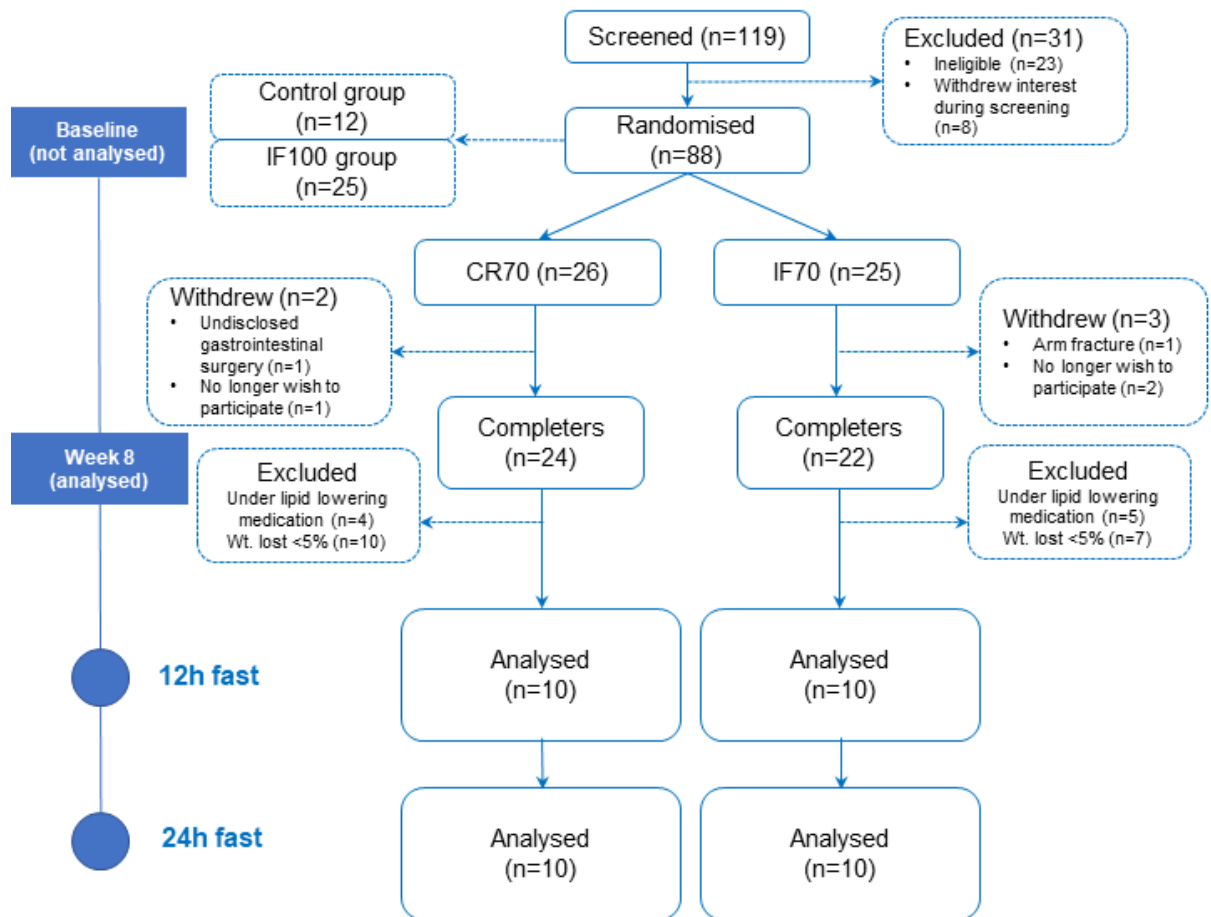 Screened (n=119)
Excluded (n=31)
• Ineligible (n=23)
• Withdrew interest
during screening
(n=8)
Control group
(n=12)
IF100 group
(n=25)
Baseline
(not analysed)
Randomised
(n=88)
CR70 (n=26)
IF70 (n=25)
Withdrew (n=2)
• Undisclosed
gastrointestinal
surgery (n=1)
• No longer wish to
participate (n=1)
Withdrew (n=3)
• Arm fracture (n=1)
• No longer wish to
participate (n=2)
Completers
(n=24)
Completers
(n=22)
Week 8
(analysed)
Excluded
Under lipid lowering
medication (n=4)
Wt. lost <5% (n=10)
Excluded
Under lipid lowering
medication (n=5)
Wt. lost <5% (n=7)
12h fast
Analysed
(n=10)
Analysed
(n=10)
24h fast
Analysed
(n=10)
Analysed
(n=10)